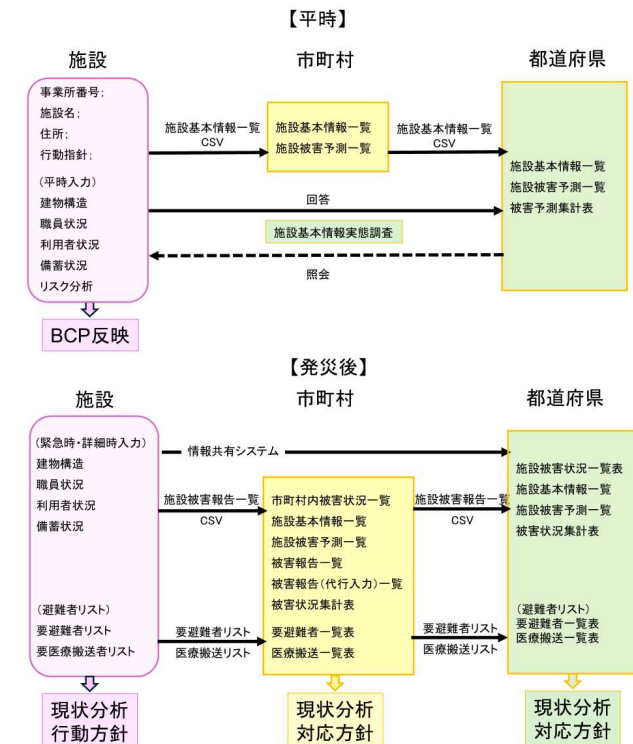 【平時】
施設
市町村
都道府県
事業所番号;
施設名;
住所;
行動指針;
(平時入力)
建物構造
職員状況
利用者状況
備蓄状況
リスク分析
施設基本情報一覧
CSV
施設基本情報一覧
施設被害予測一覧
施設基本情報一覧
CSV
施設基本情報一覧
施設被害予測一覧
被害予測集計表
回答
施設基本情報実態調査
照会
BCP反映
【発災後】
施設
市町村
都道府県
(緊急時・詳細時入力)
建物構造
職員状況
利用者状況
備蓄状況
(避難者リスト)
要避難者リスト
要医療搬送者リスト
情報共有システム
施設被害報告一覧
CSV
市町村内被害状況一覧
施設基本情報一覧
施設被害予測一覧
被害報告一覧
被害報告(代行入力)一覧
被害状況集計表
要避難者一覧表
医療搬送一覧表
施設被害報告一覧
CSV
施設被害状況一覧表
施設基本情報一覧
施設被害予測一覧
被害状況集計表
(避難者リスト)
要避難者一覧表
医療搬送一覧表
要避難者リスト
医療搬送リスト
要避難者リスト
医療搬送リスト
現状分析
行動方針
現状分析
対応方針
現状分析
対応方針